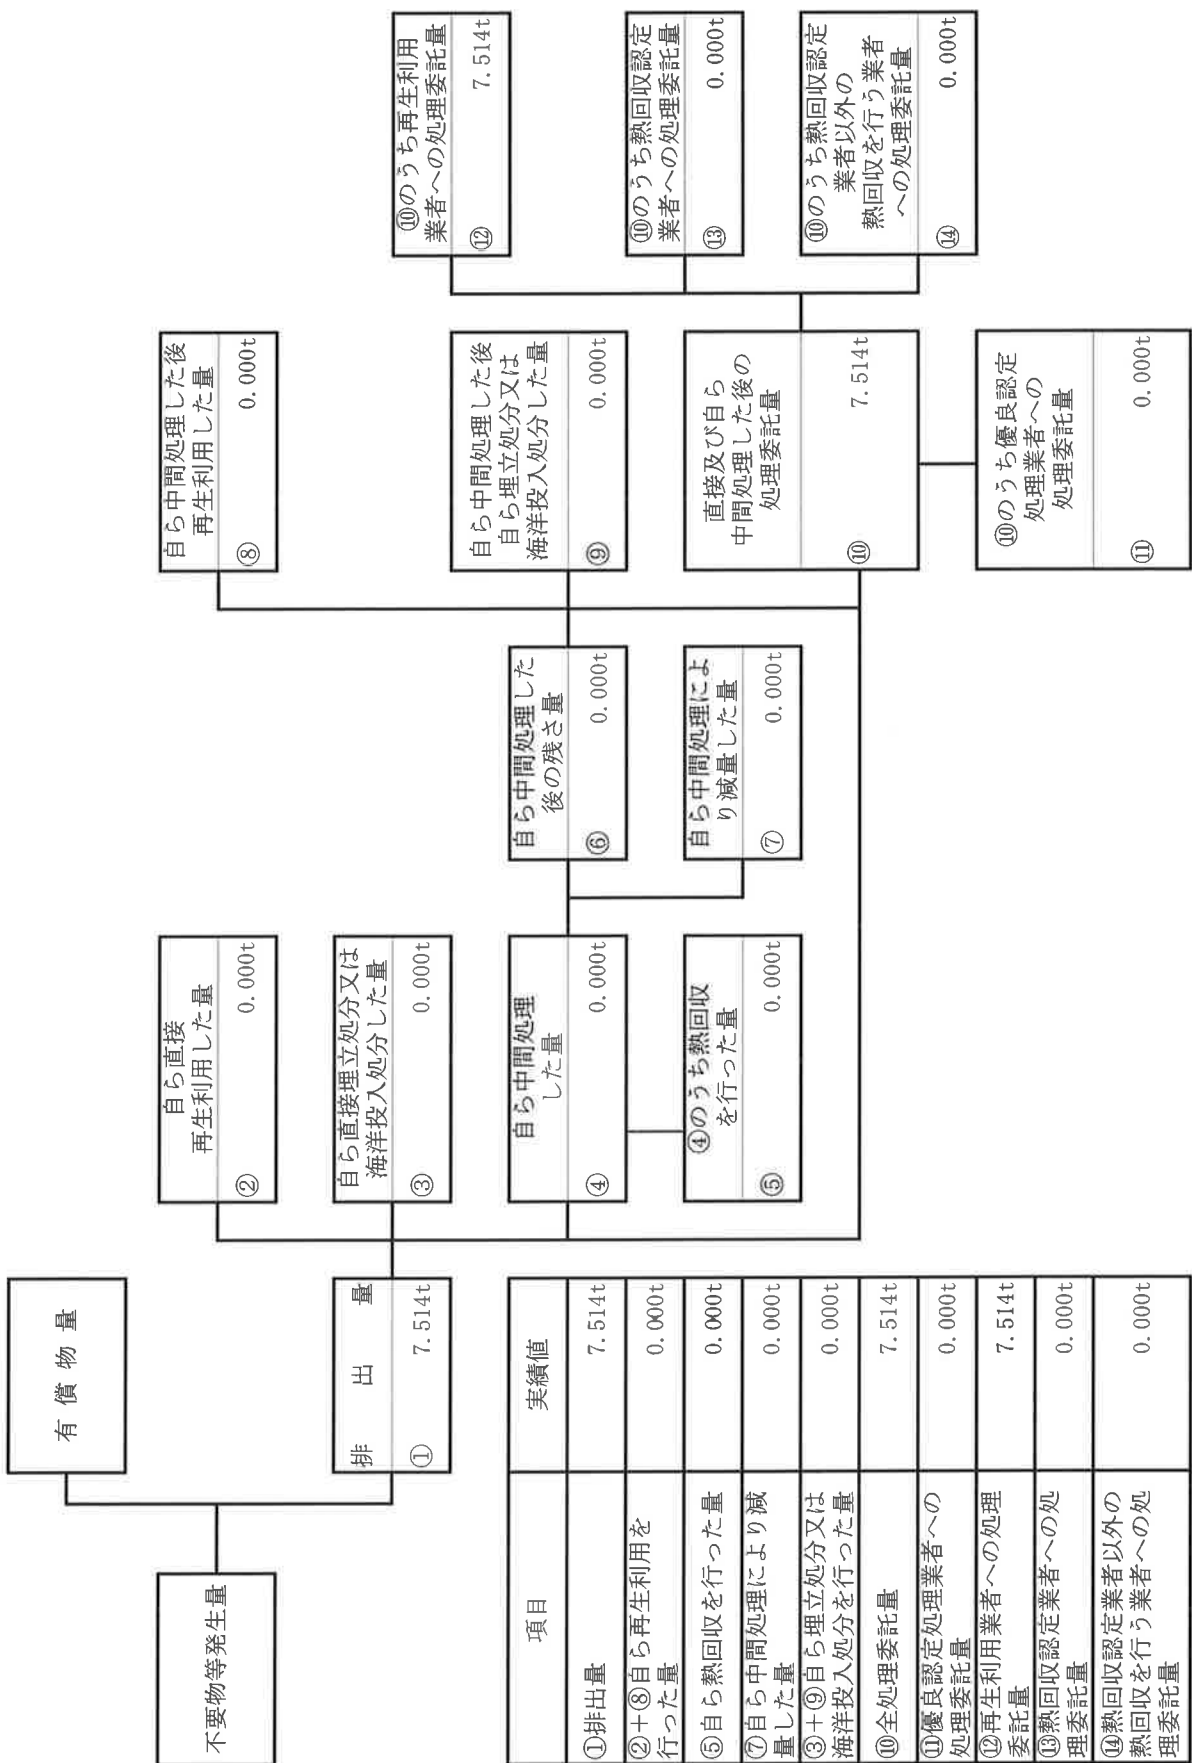 不要物等発生量
有償物量
排出量
①
7.514t
自ら直接
再生利用した量
②
0.000t
自ら直接埋立処分又は
海洋投入処分した量
③
0.000t
自ら中間処理
した量
④
0.000t
④のうち熱回収
を行った量
⑤
0.000t
自ら中間処理した
後の残さ量
⑥
0.000t
自ら中間処理によ
り減量した量
⑦
0.000t
自ら中間処理した後
再生利用した量
⑧
0.000t
自ら中間処理した後
自ら埋立処分又は
海洋投入処分した量
⑨
0.000t
直接及び自ら
中間処理した後の
処理委託量
⑩
7.514t
⑩のうち優良認定
処理業者への
処理委託量
⑪
0.000t
⑩のうち再生利用
業者への処理委託量
⑫
7.514t
⑩のうち熱回収認定
業者への処理委託量
⑬
0.000t
⑩のうち熱回収認定
業者以外の
熱回収を行う業者
への処理委託量
⑭
0.000t
項目
実績値
①排出量
7.514t
②+⑧自ら再生利用を
行った量
0.000t
⑤自ら熱回収を行った量
0.000t
⑦自ら中間処理により減
量した量
0.000t
③+⑨自ら埋立処分又は
海洋投入処分を行った量
0.000t
⑩全処理委託量
7.514t
⑪優良認定処理業者への
処理委託量
0.000t
⑫再生利用業者への処理
委託量
7.514t
⑬熱回収認定業者への処
理委託量
0.000t
⑭熱回収認定業者以外の
熱回収を行う業者への処
理委託量
0.000t